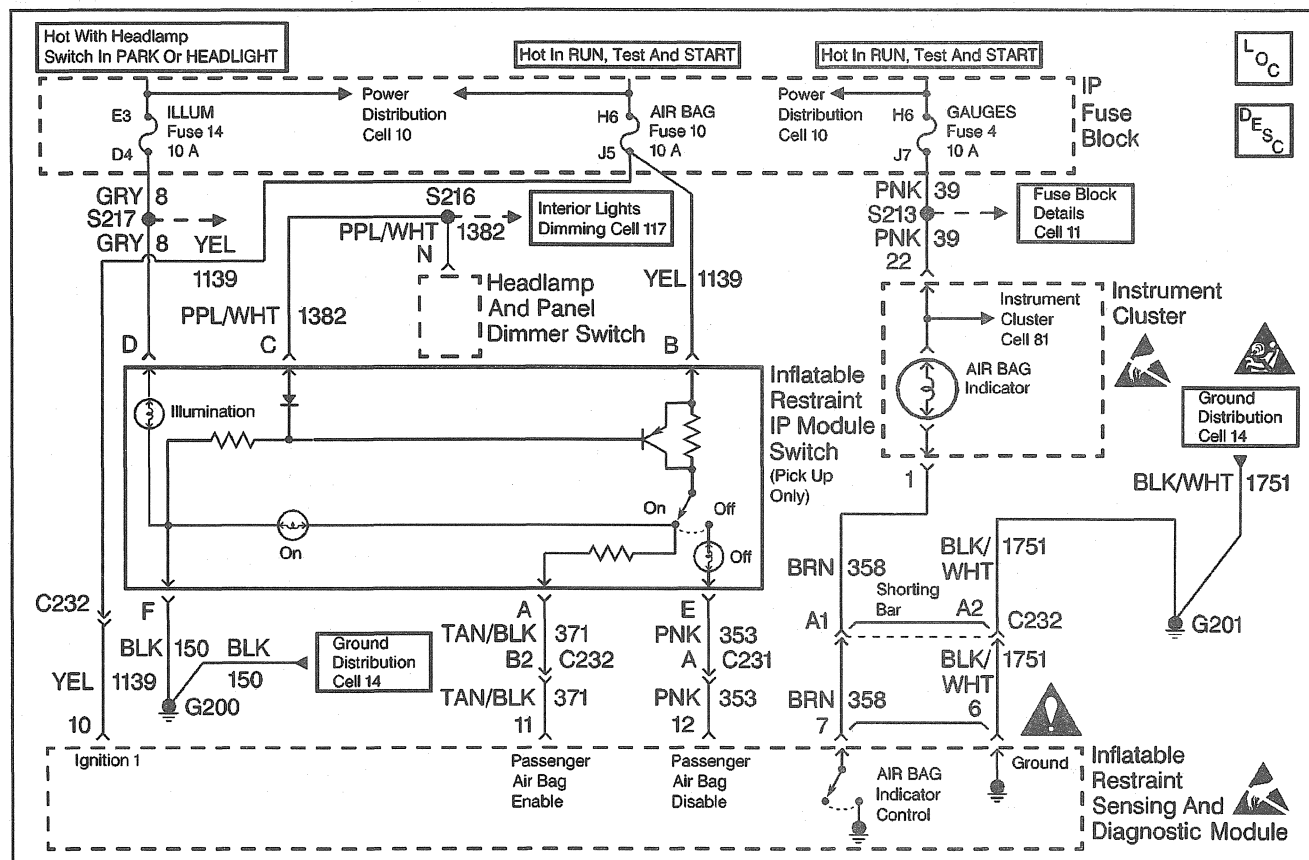 Hot With Headlamp
Switch In PARK Or HEADLIGHT
Hot In RUN, Test And START
Hot In RUN, Test And START
L
O
C
D
E
S
C
E3
ILLUM
Fuse 14
10 A
D4
Power
Distribution
Cell 10
H6
AIR BAG
Fuse 10
10 A
J5
Power
Distribution
Cell 10
H6
GAUGES
Fuse 4
10 A
J7
IP
Fuse
Block
GRY 8
S217
GRY 8
YEL
1139
S216
PPL/WHT 1382
N
Interior Lights
Dimming Cell 117
PNK 39
S213
PNK 39
22
Fuse Block
Details
Cell 11
PPL/WHT 1382
Headlamp
And Panel
Dimmer Switch
YEL 1139
D
C
B
Instrument
Cluster
Cell 81
AIR BAG
Indicator
Instrument
Cluster
Ground
Distribution
Cell 14
BLK/WHT 1751
Illumination
On
On
Off
Off
Inflatable
Restraint
IP Module
Switch
(Pick Up
Only)
1
C232
F
A
E
BLK 150
BLK
150
Ground
Distribution
Cell 14
G200
YEL 1139
10
TAN/BLK 371
B2 C232
TAN/BLK 371
11
PNK 353
A C231
PNK 353
12
BRN 358
BLK/
WHT
1751
Shorting
Bar
A1
A2
C232
G201
BRN 358
7
BLK/
WHT
1751
6
Ignition 1
Passenger
Air Bag
Enable
Passenger
Air Bag
Disable
AIR BAG
Indicator
Control
Ground
Inflatable
Restraint
Sensing And
Diagnostic Module